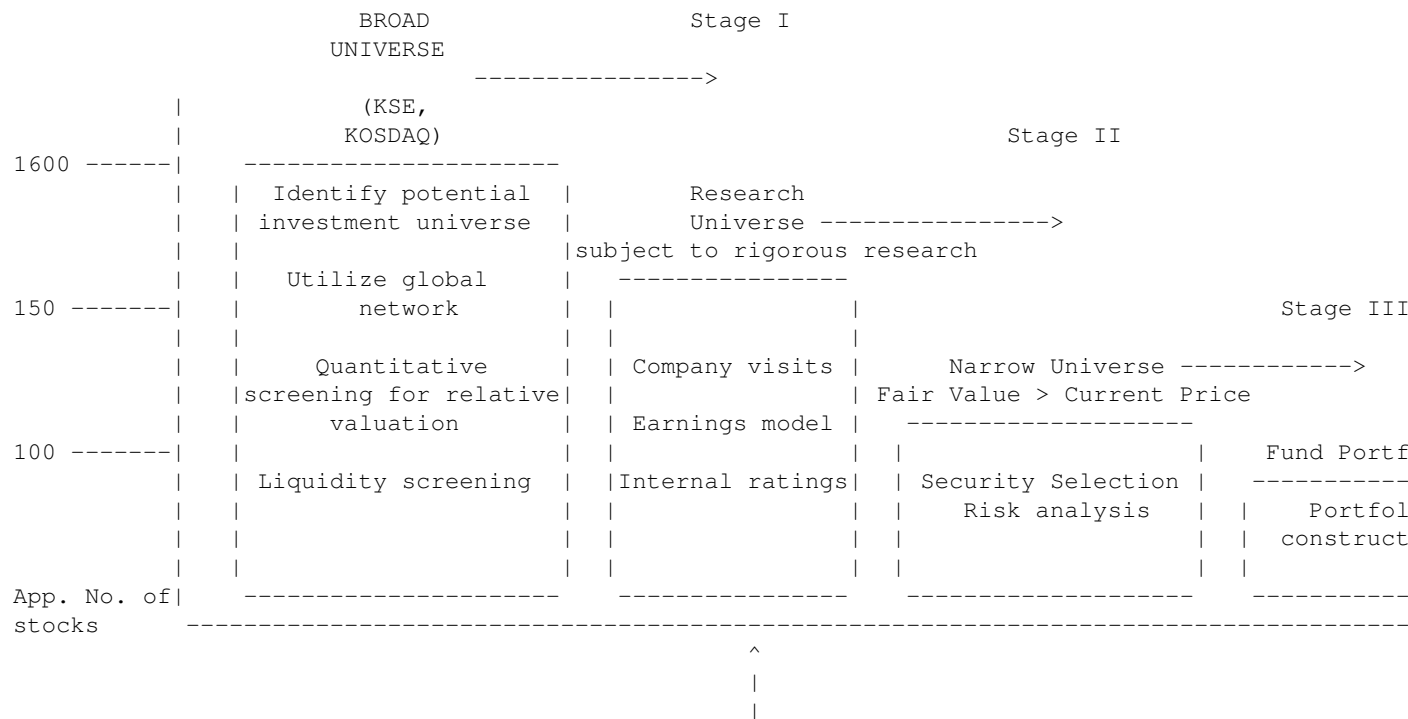 BROAD Stage I
UNIVERSE
---------------->
| (KSE,
| KOSDAQ) Stage II
1600 ------| ----------------------
| | Identify potential | Research
| | investment universe | Universe ---------------->
| | |subject to rigorous research
| | Utilize global | ----------------
150 -------| | network | | | Stage III
| | | | |
| | Quantitative | | Company visits | Narrow Universe ------------>
| |screening for relative| | | Fair Value > Current Price
| | valuation | | Earnings model | --------------------
100 -------| | | | | | | Fund Portf
| | Liquidity screening | |Internal ratings| | Security Selection | -----------
| | | | | | Risk analysis | | Portfol
| | | | | | | | construct
| | | | | | | |
App. No. of| ---------------------- ---------------- -------------------- -----------
stocks -------------------------------------------------------------------------------------
^
|
|